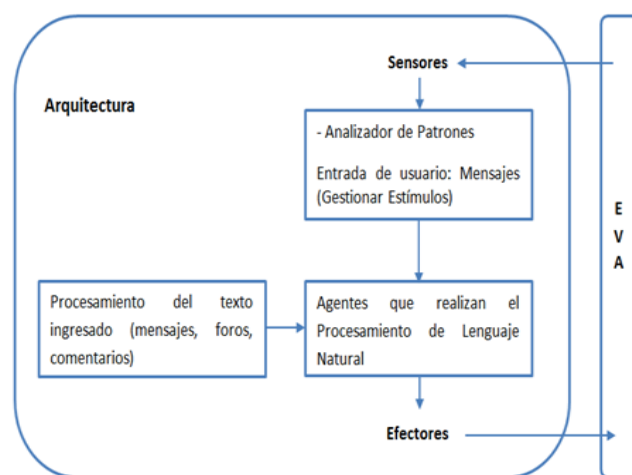 Sensores
Arquitectura
- Analizador de Patrones
Entrada de usuario: Mensajes
(Gestionar Estímulos)
E
V
A
Procesamiento del texto
ingresado (mensajes, foros,
comentarios)
Agentes que realizan el
Procesamiento de Lenguaje
Natural
Efectores